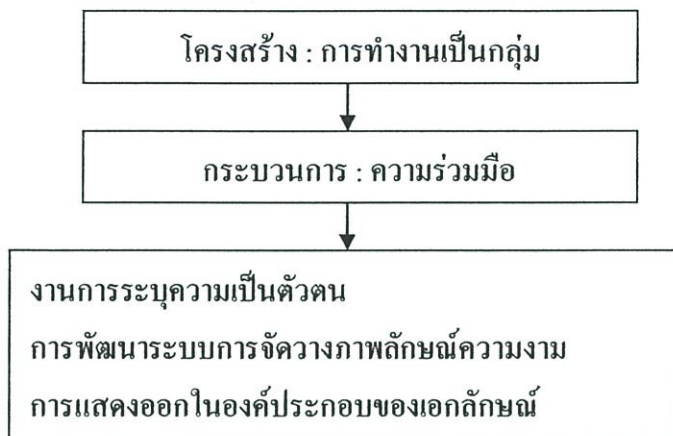 โครงสร้าง : การทำงานเป็นกลุ่ม
กระบวนการ : ความร่วมมือ
งานการระบุความเป็นตัวตน
การพัฒนาระบบการจัดวางภาพลักษณ์ความงาม
การแสดงออกในองค์ประกอบของเอกลักษณ์